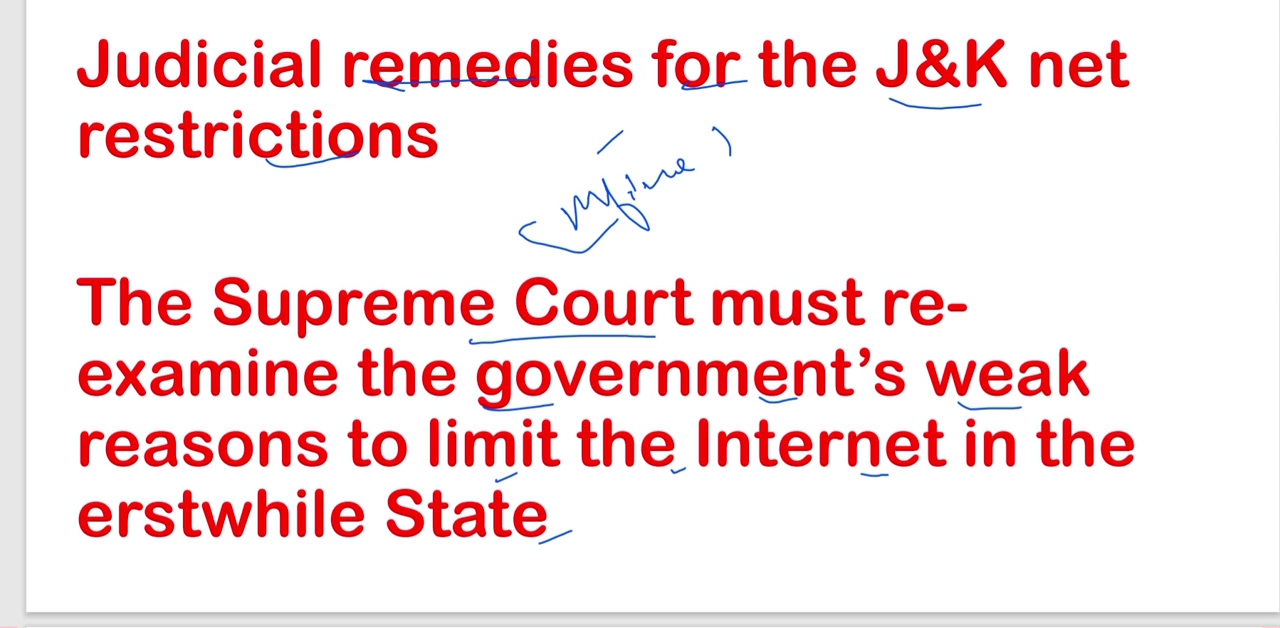 Judicial remedies for the J&K net
restrictions
The Supreme Court must re-
examine the government’s weak
reasons to limit the Internet in the
erstwhile State